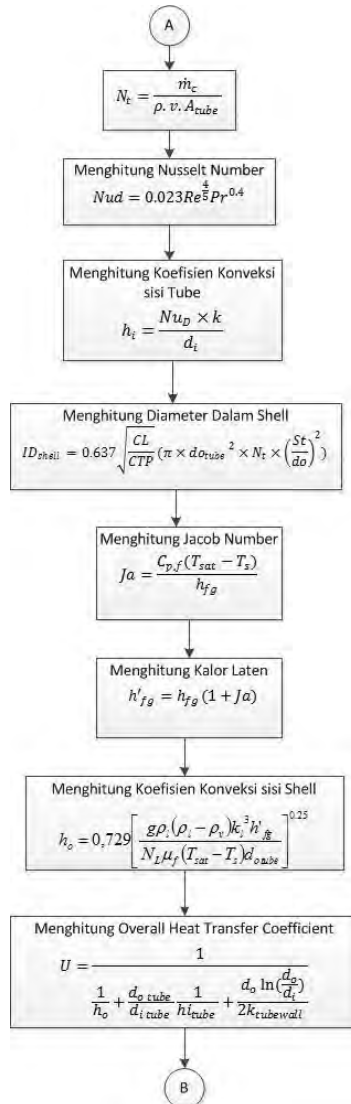 A
N_t = ṁ_c / ρ. v. A_tube
Menghitung Nusselt Number
Nud = 0.023Re^(4/5)Pr^0.4
Menghitung Koefisien Konveksi
sisi Tube
h_i = Nu_D × k / d_i
Menghitung Diameter Dalam Shell
ID_shell = 0.637 √(CL/CTP) (π × do_tube² × N_t × (St/do)²)
Menghitung Jacob Number
Ja = C_p,f(T_sat − T_s) / h_fg
Menghitung Kalor Laten
h'_fg = h_fg (1 + Ja)
Menghitung Koefisien Konveksi sisi Shell
h_o = 0,729 [gρ_l(ρ_l − ρ_v)k_l³h'_fg / N_L μ_f(T_sat − T_s)d_otube]^0.25
Menghitung Overall Heat Transfer Coefficient
U = 1 / (1/h_o + d_o tube/d_i tube 1/hi_tube + d_o ln(d_o/d_i)/2k_tubewall)
B